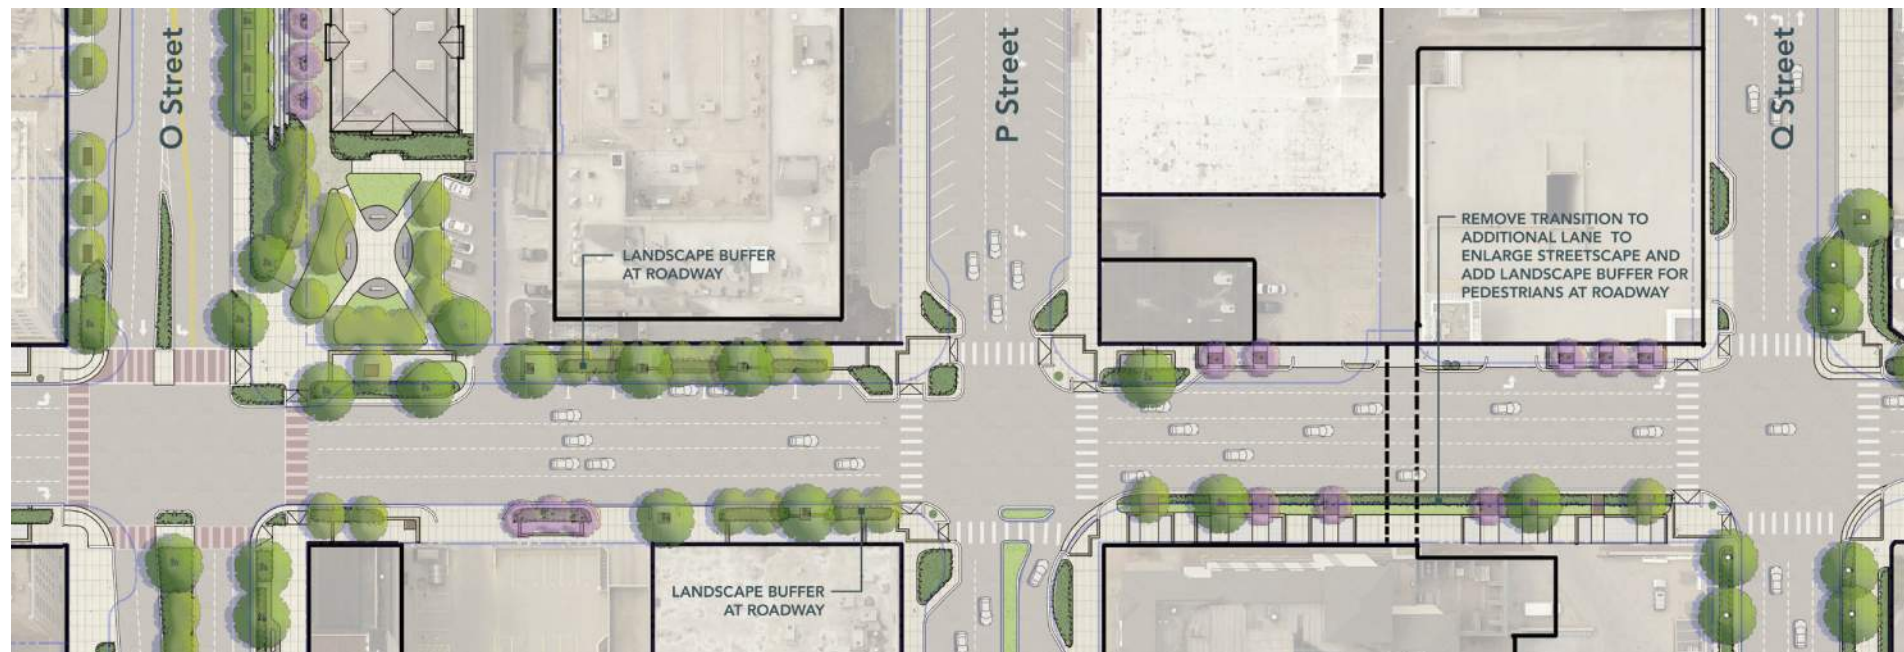 O Street
P Street
Q Street
LANDSCAPE BUFFER
AT ROADWAY
REMOVE TRANSITION TO
ADDITIONAL LANE TO
ENLARGE STREETSCAPE AND
ADD LANDSCAPE BUFFER FOR
PEDESTRIANS AT ROADWAY
LANDSCAPE BUFFER
AT ROADWAY